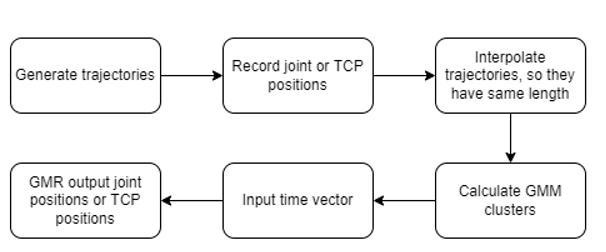 Generate trajectories
Record joint or TCP
positions
Interpolate
trajectories, so they
have same length
Calculate GMM
clusters
Input time vector
GMR output joint
positions or TCP
positions